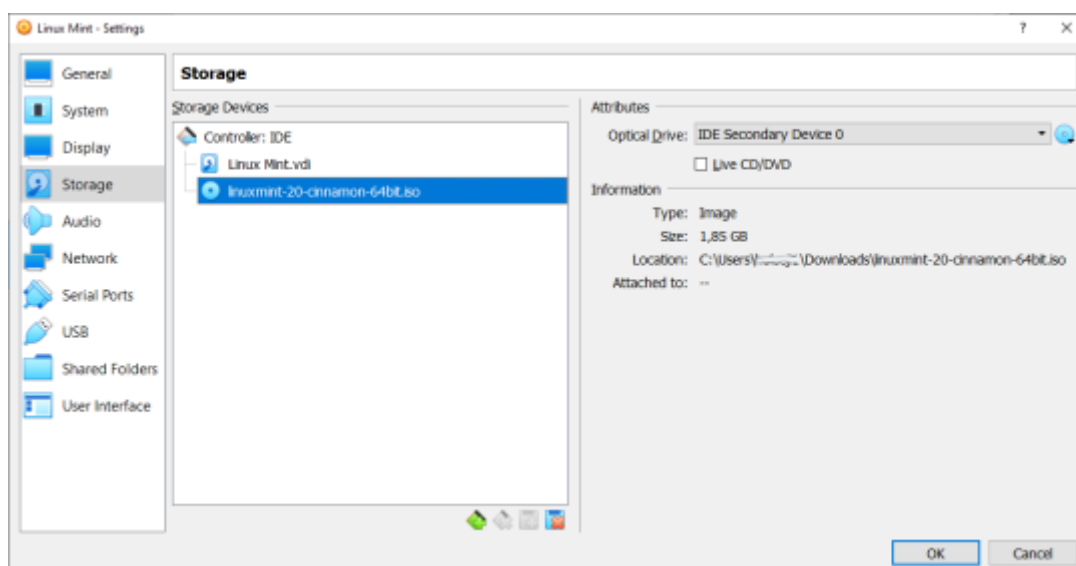 Linux Mint - Settings
? ×
General
System
Display
Storage
Audio
Network
Serial Ports
USB
Shared Folders
User Interface
Storage
Storage Devices
Controller: IDE
Linux Mint.vdi
linuxmint-20-cinnamon-64bit.iso
Attributes
Optical Drive: IDE Secondary Device 0
Live CD/DVD
Information
Type: Image
Size: 1,85 GB
Location: C:\Users\ \Downloads\linuxmint-20-cinnamon-64bit.iso
Attached to: --
OK Cancel